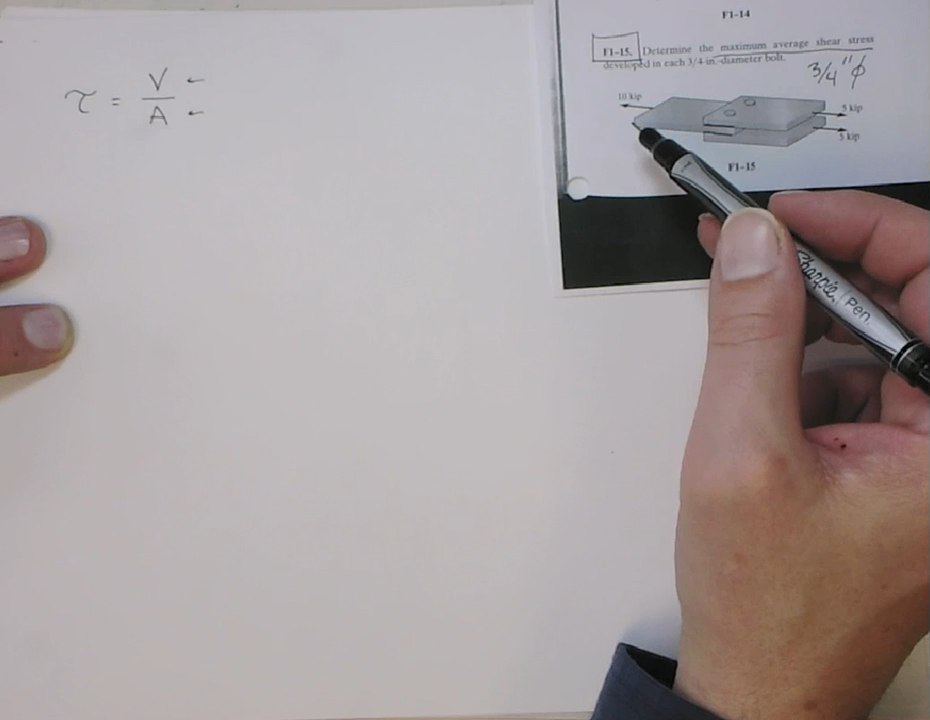 F1–14
F1–15. Determine the maximum average shear stress
developed in each 3/4-in.-diameter bolt.
3/4"ϕ
10 kip
5 kip
5 kip
F1–15
τ = V/A
Sharpie Pen.